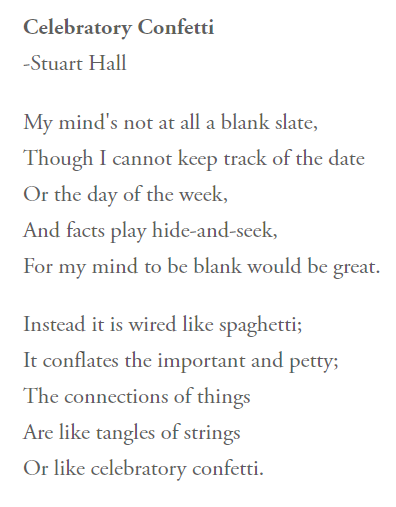 Celebratory Confetti
-Stuart Hall
My mind's not at all a blank slate,
Though I cannot keep track of the date
Or the day of the week,
And facts play hide-and-seek,
For my mind to be blank would be great.
Instead it is wired like spaghetti;
It conflates the important and petty;
The connections of things
Are like tangles of strings
Or like celebratory confetti.